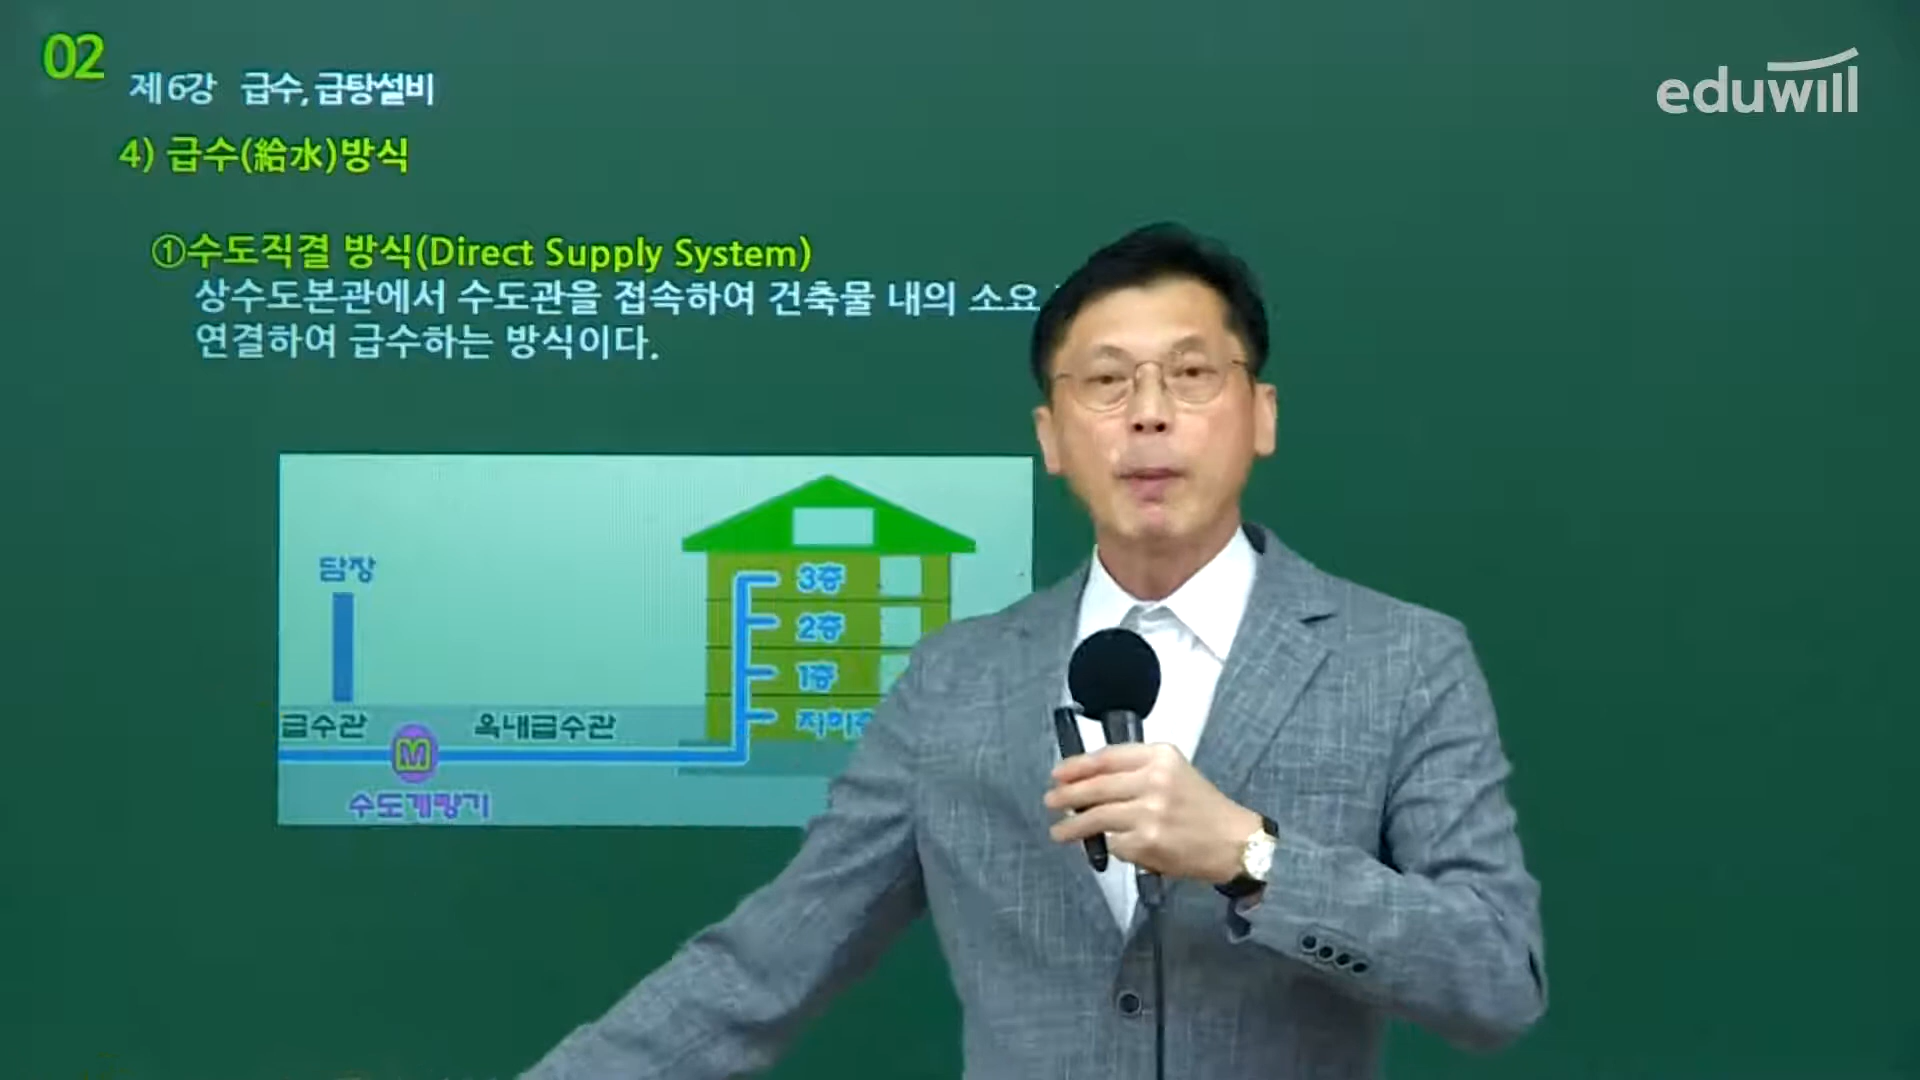 02
제6강 급수, 급탕설비
eduwill
4) 급수(給水)방식
①수도직결 방식(Direct Supply System)
상수도본관에서 수도관을 접속하여 건축물 내의 소요
연결하여 급수하는 방식이다.
담장
3층
2층
1층
급수관
옥내급수관
M
수도계량기